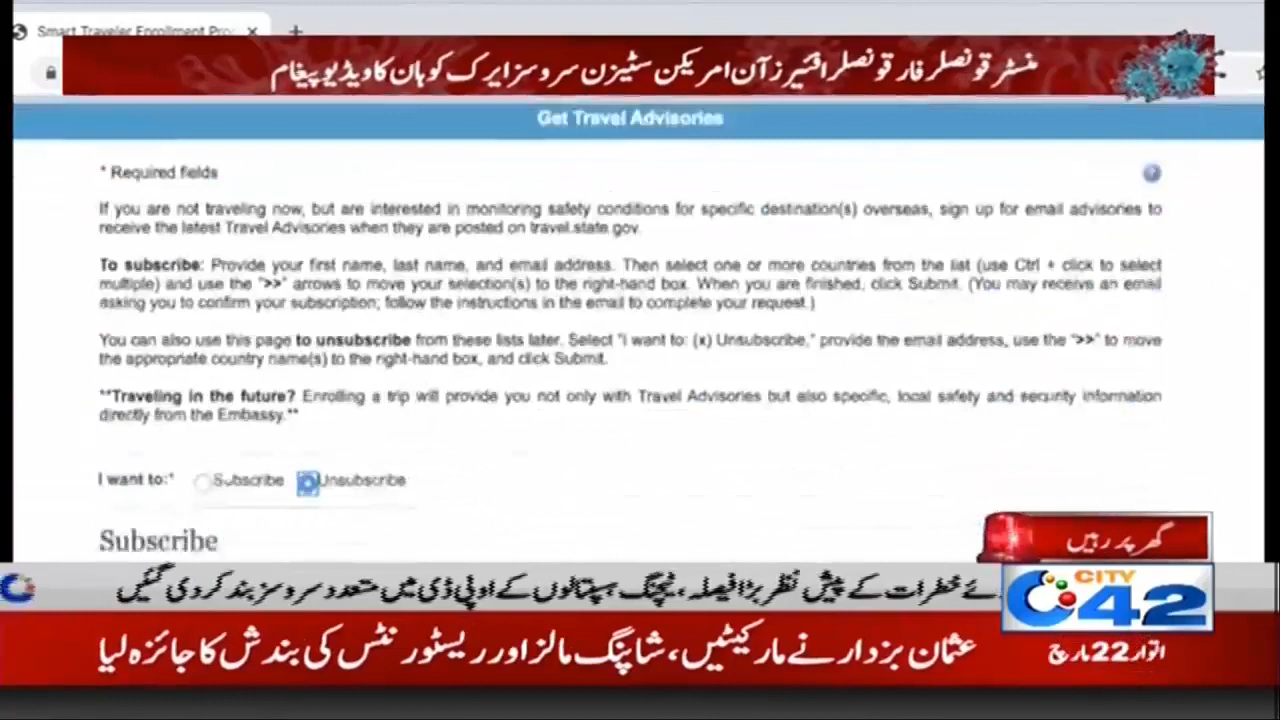 Smart Traveler Enrollment Pro
منسٹر قونصلر فار قونصلر افئیرز آن امریکن سٹیزن سروسز ایرک کوہان کا ویڈیو پیغام
Get Travel Advisories
* Required fields
If you are not traveling now, but are interested in monitoring safety conditions for specific destination(s) overseas, sign up for email advisories to
receive the latest Travel Advisories when they are posted on travel.state.gov.
To subscribe: Provide your first name, last name, and email address. Then select one or more countries from the list (use Ctrl + click to select
multiple) and use the ">>" arrows to move your selection(s) to the right-hand box. When you are finished, click Submit. (You may receive an email
asking you to confirm your subscription; follow the instructions in the email to complete your request.)
You can also use this page to unsubscribe from these lists later. Select "I want to: (x) Unsubscribe," provide the email address, use the ">>" to move
the appropriate country name(s) to the right-hand box, and click Submit.
**Traveling in the future? Enrolling a trip will provide you not only with Travel Advisories but also specific, local safety and security information
directly from the Embassy.**
I want to:* Subscribe Unsubscribe
Subscribe
گھر پر رہیں
خطرات کے پیش نظر بڑا فیصلہ، ٹیچنگ ہسپتالوں کے او پی ڈی میں متعدد سروسز بند کر دی گئیں
CITY
42
عثمان بزدار نے مارکیٹیں، شاپنگ مالز اور ریسٹورنٹس کی بندش کا جائزہ لیا
اتوار 22 مارچ